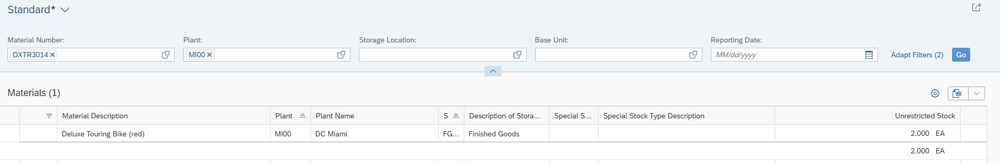 Standard*
Material Number:
Plant:
Storage Location:
Base Unit:
Reporting Date:
DXTR3014
MI00
MM/dd/yyyy
Adapt Filters (2)
Go
Materials (1)
Material Description
Plant
Plant Name
S.
Description of Stora...
Special S...
Special Stock Type Description
Unrestricted Stock
Deluxe Touring Bike (red)
MI00
DC Miami
FG...
Finished Goods
2.000 EA
2.000 EA